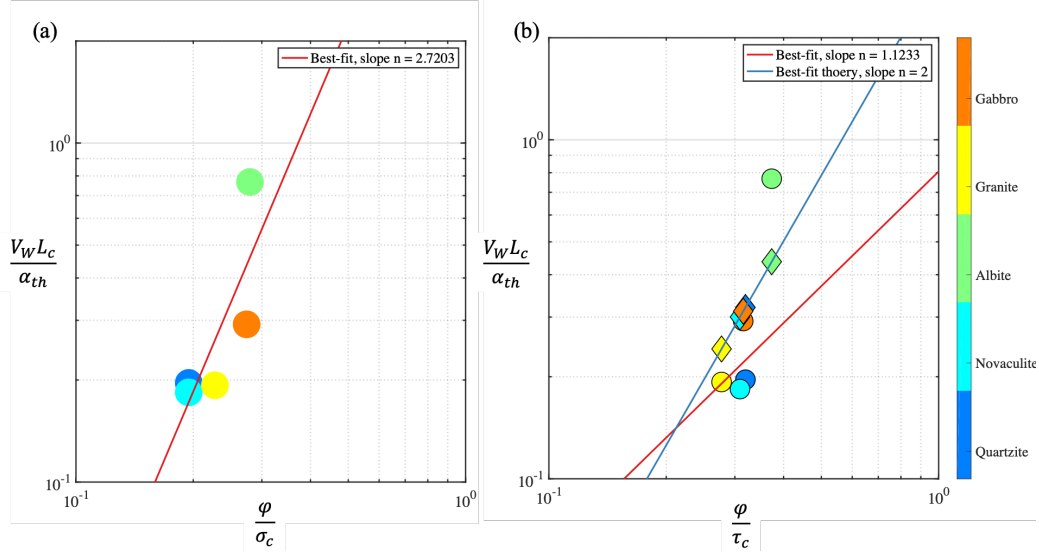 (a)
Best-fit, slope n = 2.7203
10^0
V_W L_c
α_th
10^-1
10^-1
10^0
φ
σ_c
(b)
Best-fit, slope n = 1.1233
Best-fit thoery, slope n = 2
10^0
V_W L_c
α_th
10^-1
10^-1
10^0
φ
τ_c
Gabbro
Granite
Albite
Novaculite
Quartzite